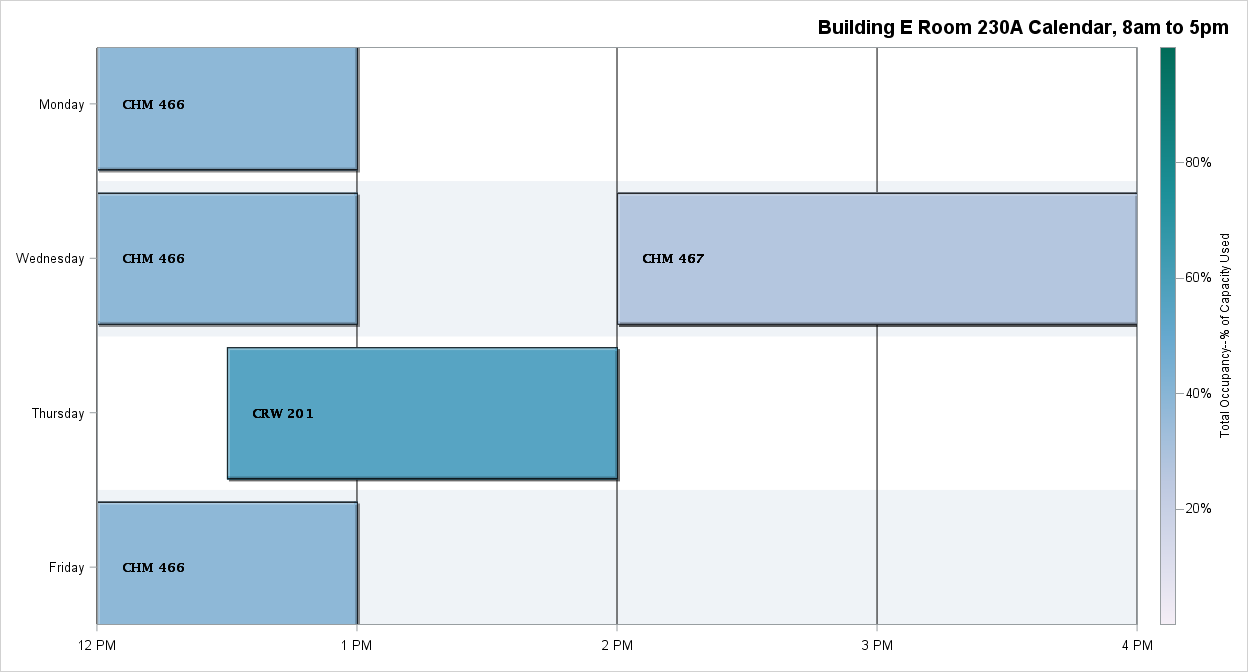 Building E Room 230A Calendar, 8am to 5pm
Monday
CHM 466
Wednesday
CHM 466
CHM 467
Thursday
CRW 201
Friday
CHM 466
12 PM
1 PM
2 PM
3 PM
4 PM
80%
60%
40%
20%
Total Occupancy--% of Capacity Used